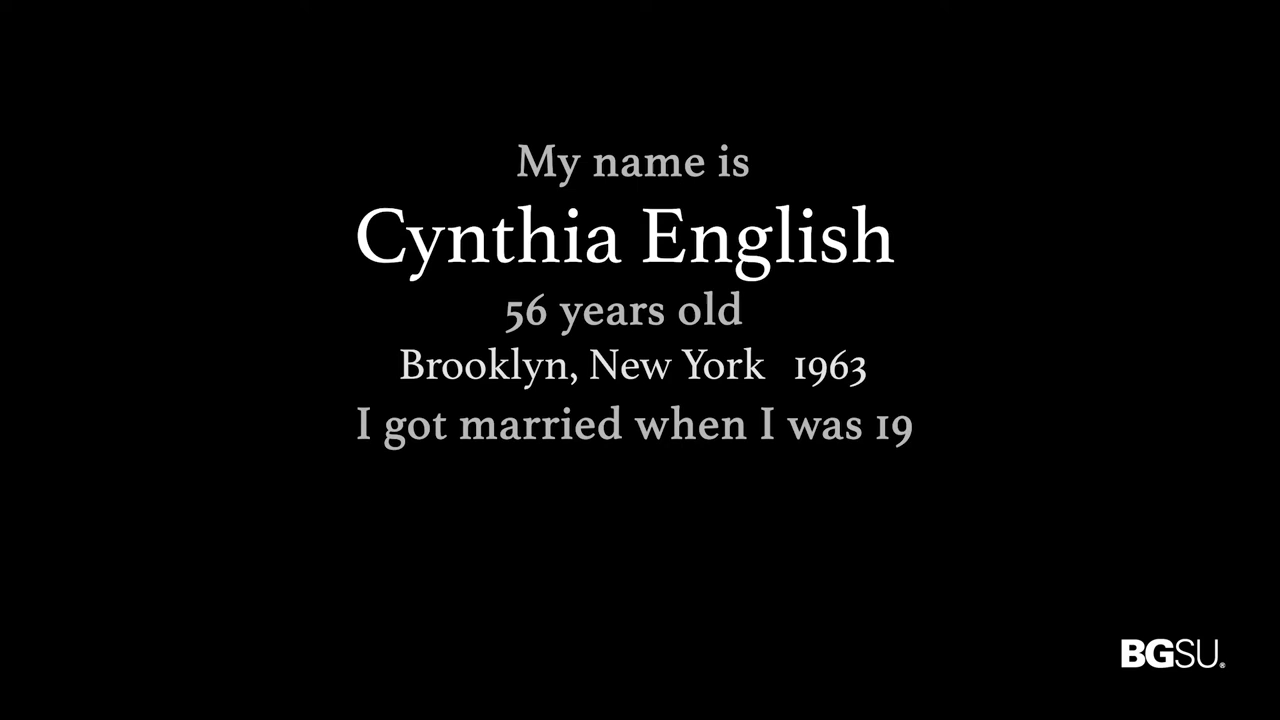 My name is
Cynthia English
56 years old
Brooklyn, New York 1963
I got married when I was 19
BGSU®